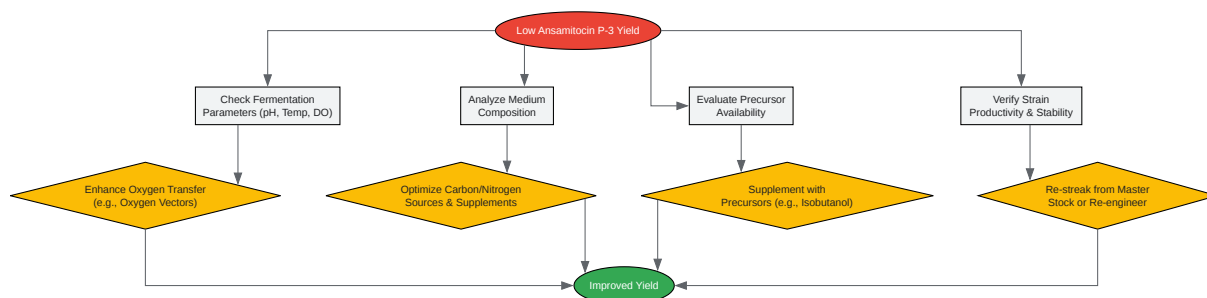 Low Ansamitocin P-3 Yield
Check Fermentation
Parameters (pH, Temp, DO)
Analyze Medium
Composition
Evaluate Precursor
Availability
Verify Strain
Productivity & Stability
Enhance Oxygen Transfer
(e.g., Oxygen Vectors)
Optimize Carbon/Nitrogen
Sources & Supplements
Supplement with
Precursors (e.g., Isobutanol)
Re-streak from Master
Stock or Re-engineer
Improved Yield